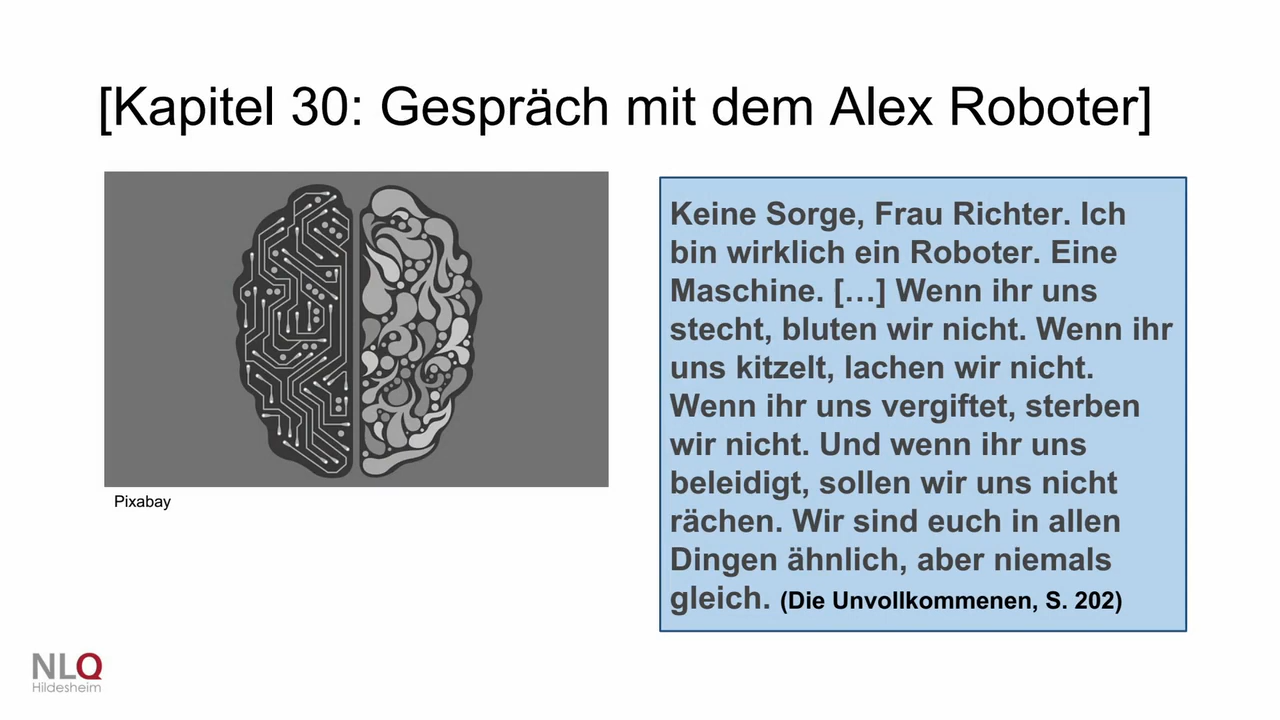 [Kapitel 30: Gespräch mit dem Alex Roboter]
Keine Sorge, Frau Richter. Ich
bin wirklich ein Roboter. Eine
Maschine. […] Wenn ihr uns
stecht, bluten wir nicht. Wenn ihr
uns kitzelt, lachen wir nicht.
Wenn ihr uns vergiftet, sterben
wir nicht. Und wenn ihr uns
beleidigt, sollen wir uns nicht
rächen. Wir sind euch in allen
Dingen ähnlich, aber niemals
gleich. (Die Unvollkommenen, S. 202)
Pixabay
NLQ
Hildesheim